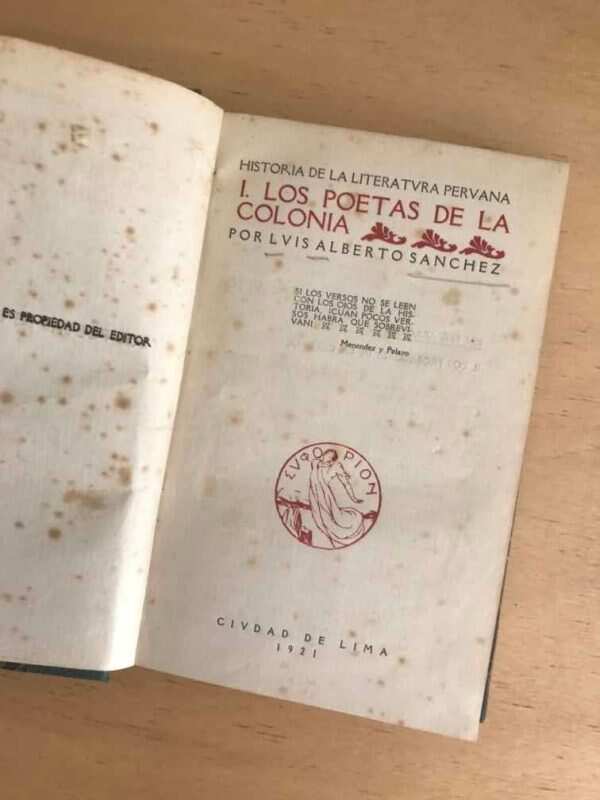 ES PROPIEDAD DEL EDITOR
HISTORIA DE LA LITERATVRA PERVANA
I. LOS POETAS DE LA
COLONIA
POR LVIS ALBERTO SANCHEZ
SI LOS VERSOS NO SE LEEN
CON LOS OJOS DE LA HIS-
TORIA, ¡CUAN POCOS VER-
SOS HABRA QUE SOBREVI-
VAN!
Menendez y Pelayo
ΕΥΦΟΡΙΟΝ
CIVDAD DE LIMA
1921